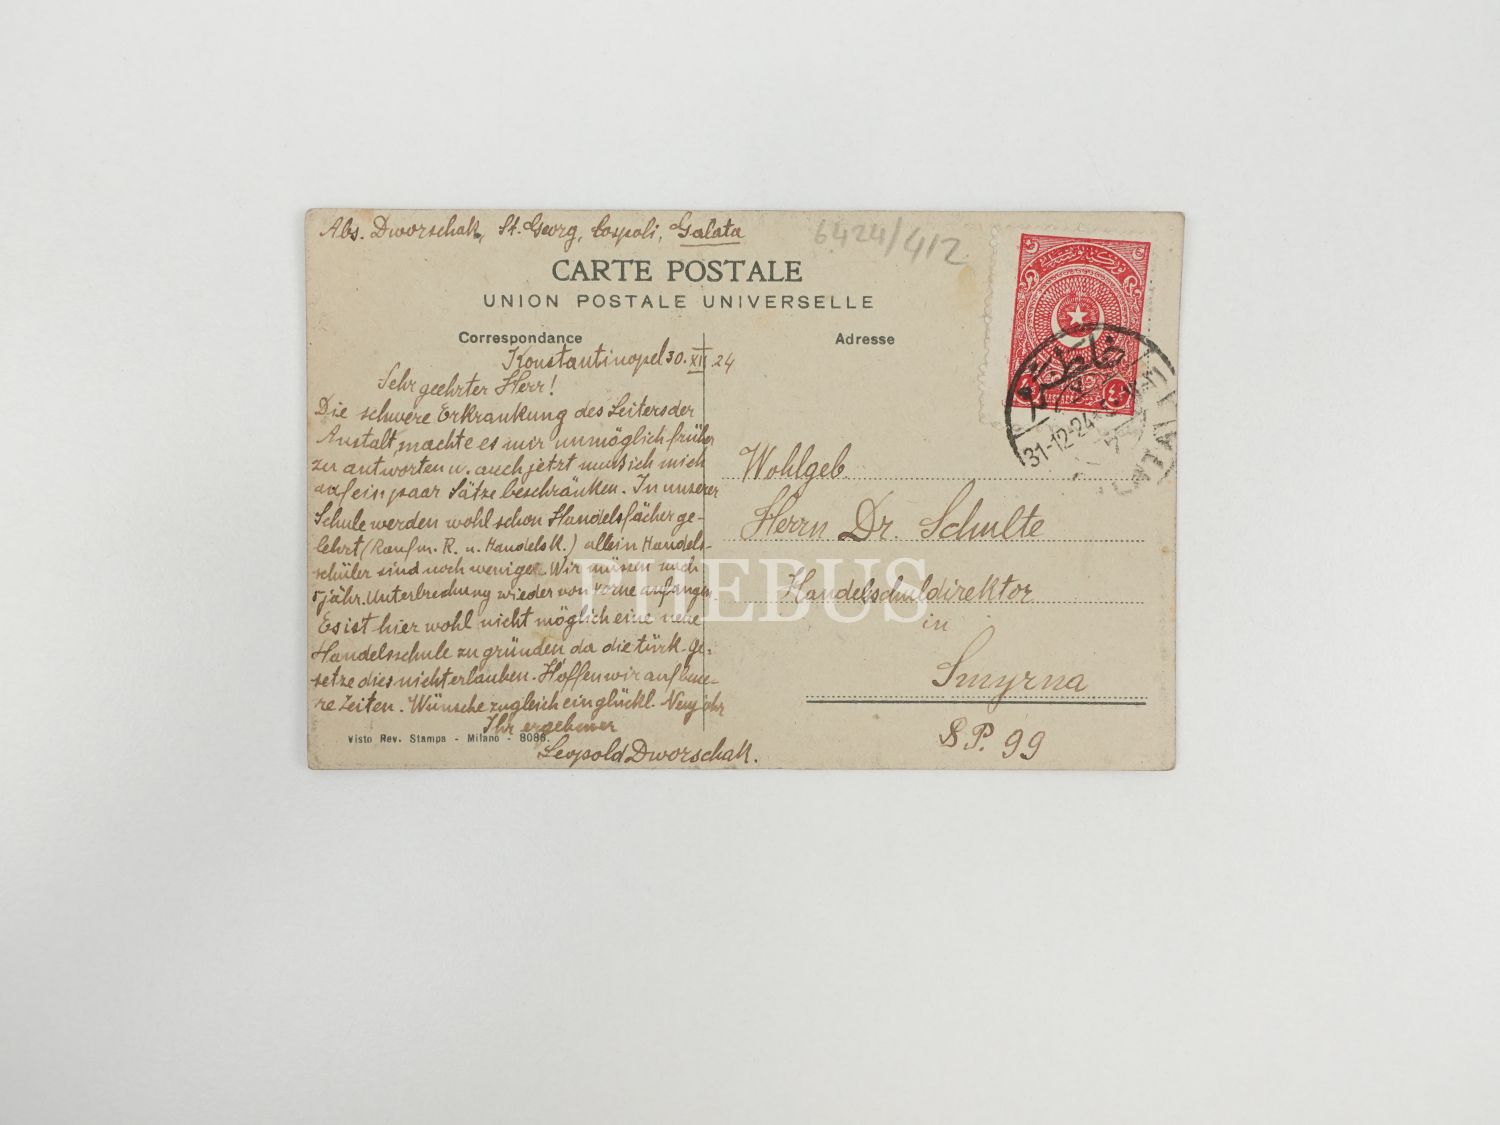 Abs. Dworschak, St. Georg, Cospoli, Galata
6424/412
CARTE POSTALE
UNION POSTALE UNIVERSELLE
Correspondance
Adresse
Konstantinopel 30.XII.24
Sehr geehrter Herr!
Die schwere Erkrankung des Leiters der
Anstalt, machte es mir unmöglich früher
zu antworten u. auch jetzt muß ich mich
auf ein paar Sätze beschränken. In unserer
Schule werden wohl schon Handelsfächer ge-
lehrt (Kaufm. R. u. Handelsk.) allein Handels-
schüler sind noch wenige. Wir müssen nach
5jähr. Unterbrechung wieder von vorne anfangen.
Es ist hier wohl nicht möglich eine neue
Handelsschule zu gründen da die türk. Ge-
setze dies nicht erlauben. Hoffen wir auf besse-
re Zeiten. Wünsche zugleich ein glückl. Neujahr
Ihr ergebener
Leopold Dworschak.
Visto Rev. Stampa - Milano - 8086.
Wohlgeb.
Herrn Dr. Schulte
Handelschuldirektor
in
Smyrna
B.P. 99
31-12-24
PHEBUS